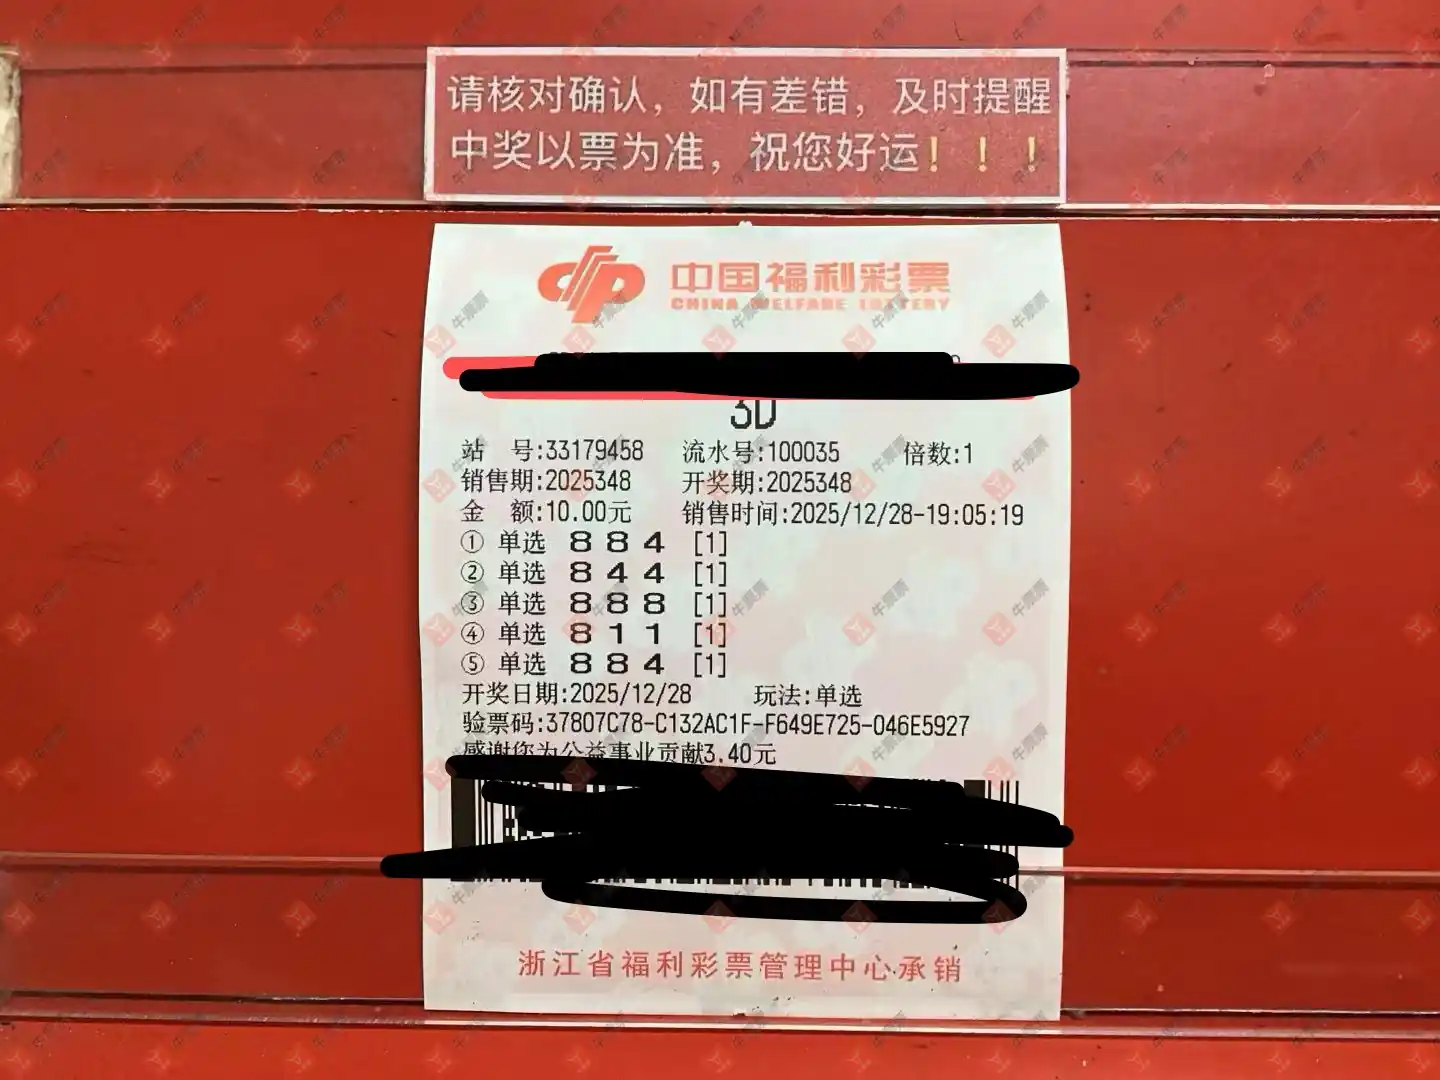 请核对确认，如有差错，及时提醒
中奖以票为准，祝您好运！！！
中国福利彩票
CHINA WELFARE LOTTERY
3D
站 号:33179458 流水号:100035 倍数:1
销售期:2025348 开奖期:2025348
金 额:10.00元 销售时间:2025/12/28-19:05:19
① 单选 8 8 4 [1]
② 单选 8 4 4 [1]
③ 单选 8 8 8 [1]
④ 单选 8 1 1 [1]
⑤ 单选 8 8 4 [1]
开奖日期:2025/12/28 玩法:单选
验票码:37807C78-C132AC1F-F649E725-046E5927
感谢您为公益事业贡献3.40元
浙江省福利彩票管理中心承销
牛票票